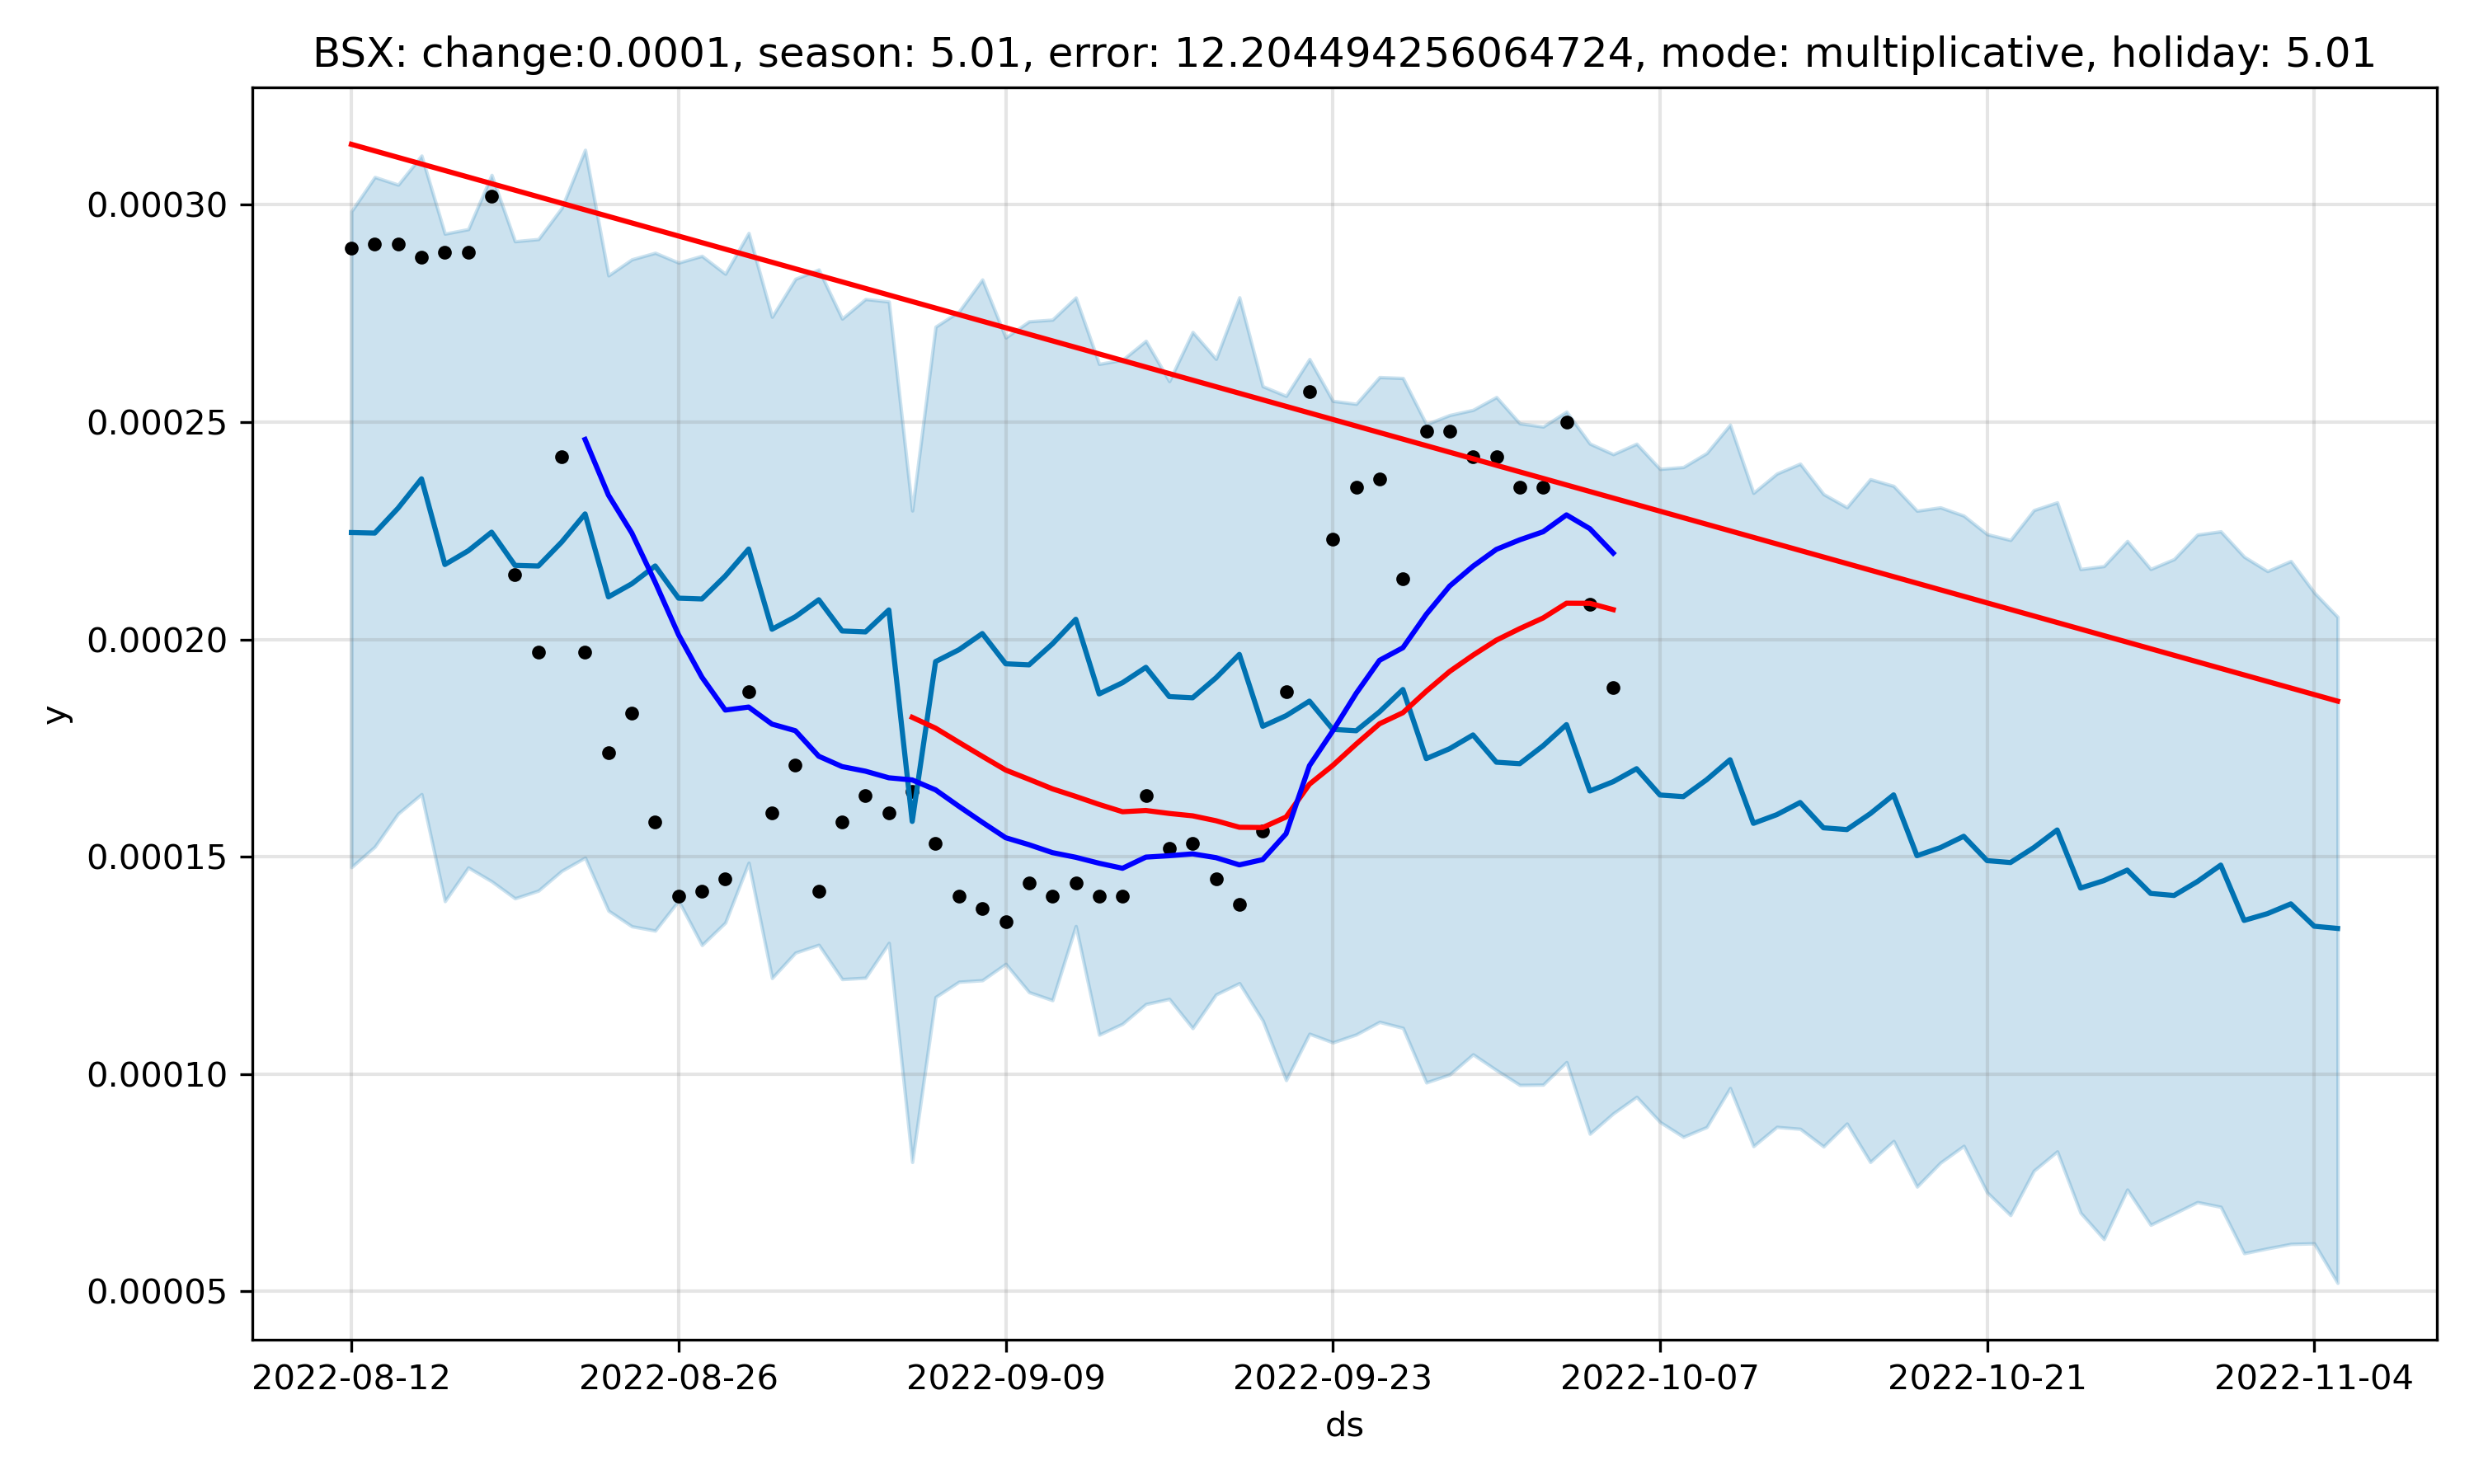 BSX: change:0.0001, season: 5.01, error: 12.204494256064724, mode: multiplicative, holiday: 5.01
0.00030
0.00025
0.00020
0.00015
0.00010
0.00005
y
2022-08-12 2022-08-26 2022-09-09 2022-09-23 2022-10-07 2022-10-21 2022-11-04
ds